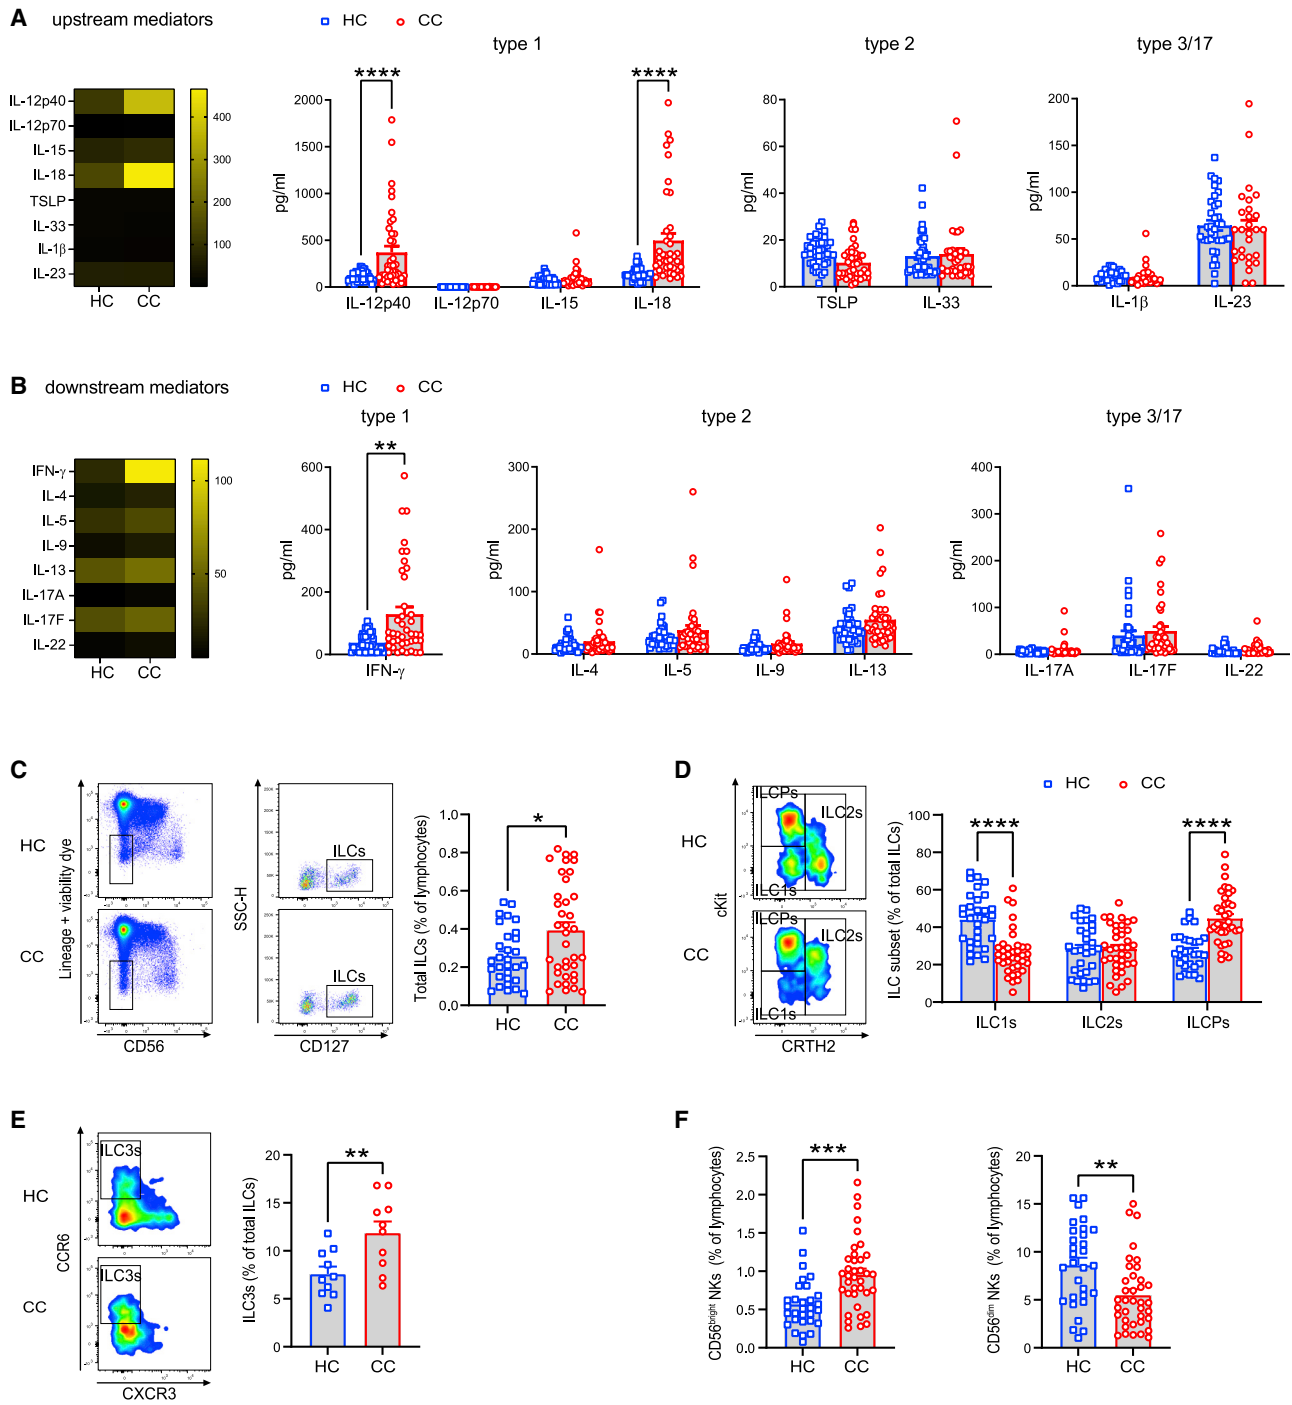 A upstream mediators HC CC
type 1 type 2 type 3/17
IL-12p40
IL-12p70
IL-15
IL-18
TSLP
IL-33
IL-1β
IL-23
HC CC
400
200
pg/ml
2000
1500
1000
500
0
**** ****
IL-12p40 IL-12p70 IL-15 IL-18
pg/ml
80
60
40
20
0
TSLP IL-33
pg/ml
200
150
100
50
0
IL-1β IL-23
B downstream mediators HC CC
type 1 type 2 type 3/17
IFN-γ
IL-4
IL-5
IL-9
IL-13
IL-17A
IL-17F
IL-22
HC CC
100
50
pg/ml
600
400
200
0
**
IFN-γ
pg/ml
300
200
100
0
IL-4 IL-5 IL-9 IL-13
pg/ml
400
300
200
100
0
IL-17A IL-17F IL-22
C
HC
CC
Lineage + viability dye
CD56
SSC-H
ILCs
ILCs
CD127
Total ILCs (% of lymphocytes)
1.0
0.8
0.6
0.4
0.2
0.0
*
HC CC
D
HC
CC
cKit
ILCPs
ILC2s
ILC1s
ILCPs
ILC2s
ILC1s
CRTH2
HC CC
ILC subset (% of total ILCs)
100
80
60
40
20
0
**** ****
ILC1s ILC2s ILCPs
E
HC
CC
CCR6
ILC3s
ILC3s
CXCR3
ILC3s (% of total ILCs)
20
15
10
5
0
**
HC CC
F
CD56bright NKs (% of lymphocytes)
2.5
2.0
1.5
1.0
0.5
0.0
***
HC CC
CD56dim NKs (% of lymphocytes)
20
15
10
5
0
**
HC CC